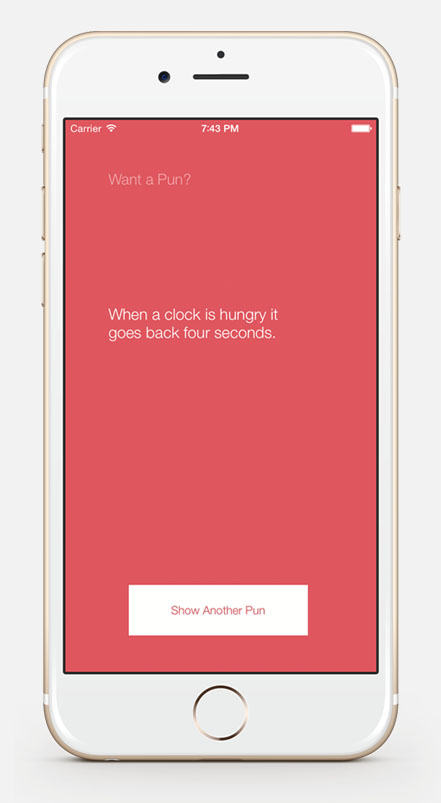 Carrier 7:43 PM
Want a Pun?
When a clock is hungry it
goes back four seconds.
Show Another Pun